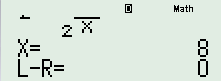 D Math
2 X
X= 8
L-R= 0